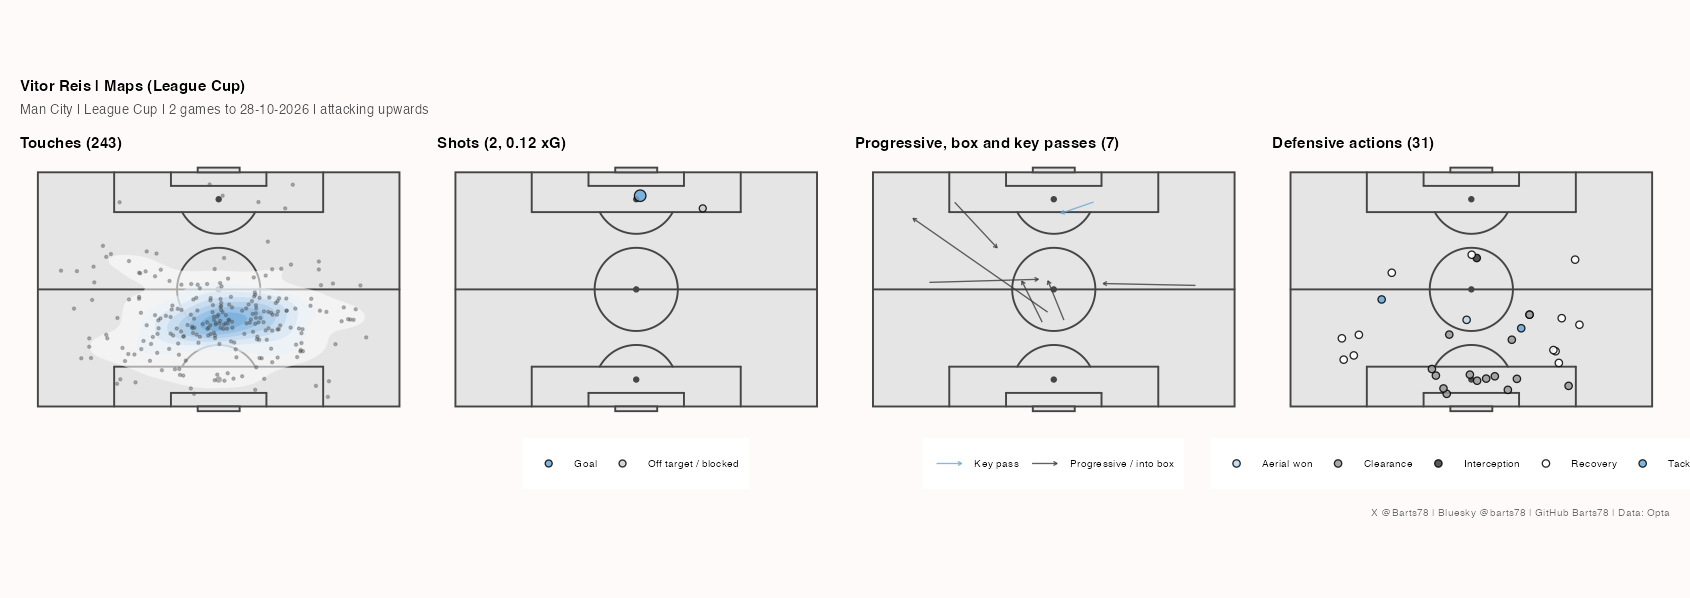 Vitor Reis | Maps (League Cup)
Man City | League Cup | 2 games to 28-10-2026 | attacking upwards
Touches (243)
Shots (2, 0.12 xG)
Progressive, box and key passes (7)
Defensive actions (31)
Goal
Off target / blocked
Key pass
Progressive / into box
Aerial won
Clearance
Interception
Recovery
Tack
X @Barts78 | Bluesky @barts78 | GitHub Barts78 | Data: Opta